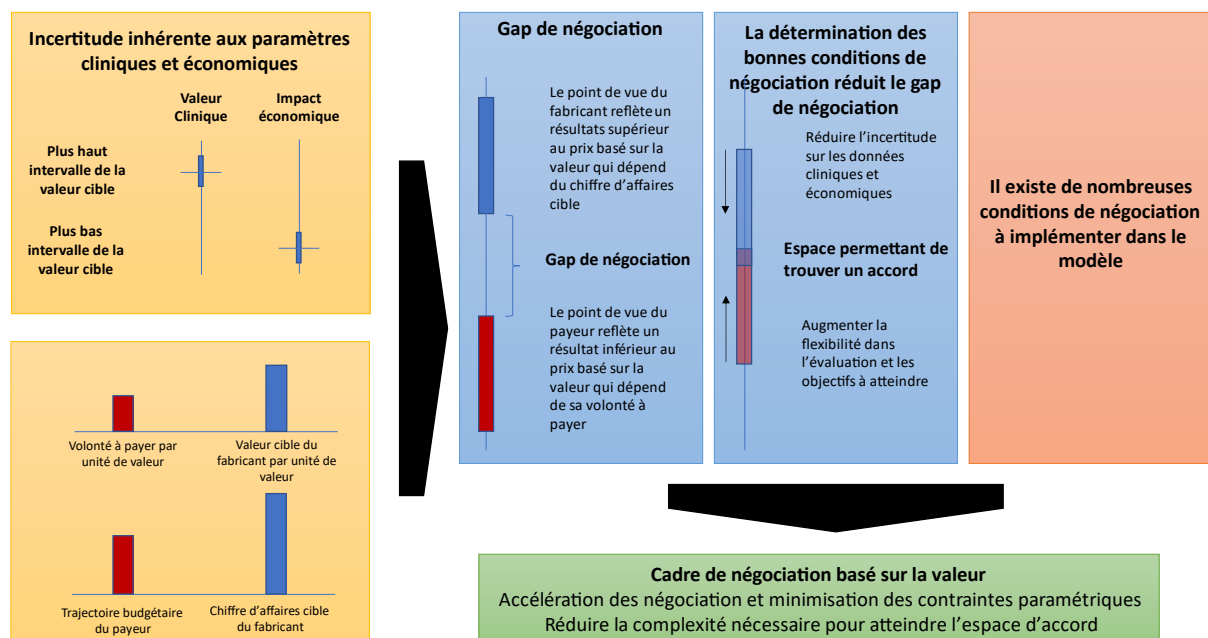 Incertitude inhérente aux paramètres
cliniques et économiques
Valeur
Clinique
Impact
économique
Plus haut
intervalle de la
valeur cible
Plus bas
intervalle de la
valeur cible
Volonté à payer par
unité de valeur
Valeur cible du
fabricant par unité de
valeur
Trajectoire budgétaire
du payeur
Chiffre d'affaires cible
du fabricant
Gap de négociation
Le point de vue du
fabricant reflète un
résultats supérieur
au prix basé sur la
valeur qui dépend
du chiffre d'affaires
cible
Gap de négociation
Le point de vue du
payeur reflète un
résultat inférieur au
prix basé sur la
valeur qui dépend
de sa volonté à
payer
La détermination des
bonnes conditions de
négociation réduit le gap
de négociation
Réduire l'incertitude
sur les données
cliniques et
économiques
Espace permettant de
trouver un accord
Augmenter la
flexibilité dans
l'évaluation et les
objectifs à atteindre
Il existe de nombreuses
conditions de négociation
à implémenter dans le
modèle
Cadre de négociation basé sur la valeur
Accélération des négociation et minimisation des contraintes paramétriques
Réduire la complexité nécessaire pour atteindre l'espace d'accord